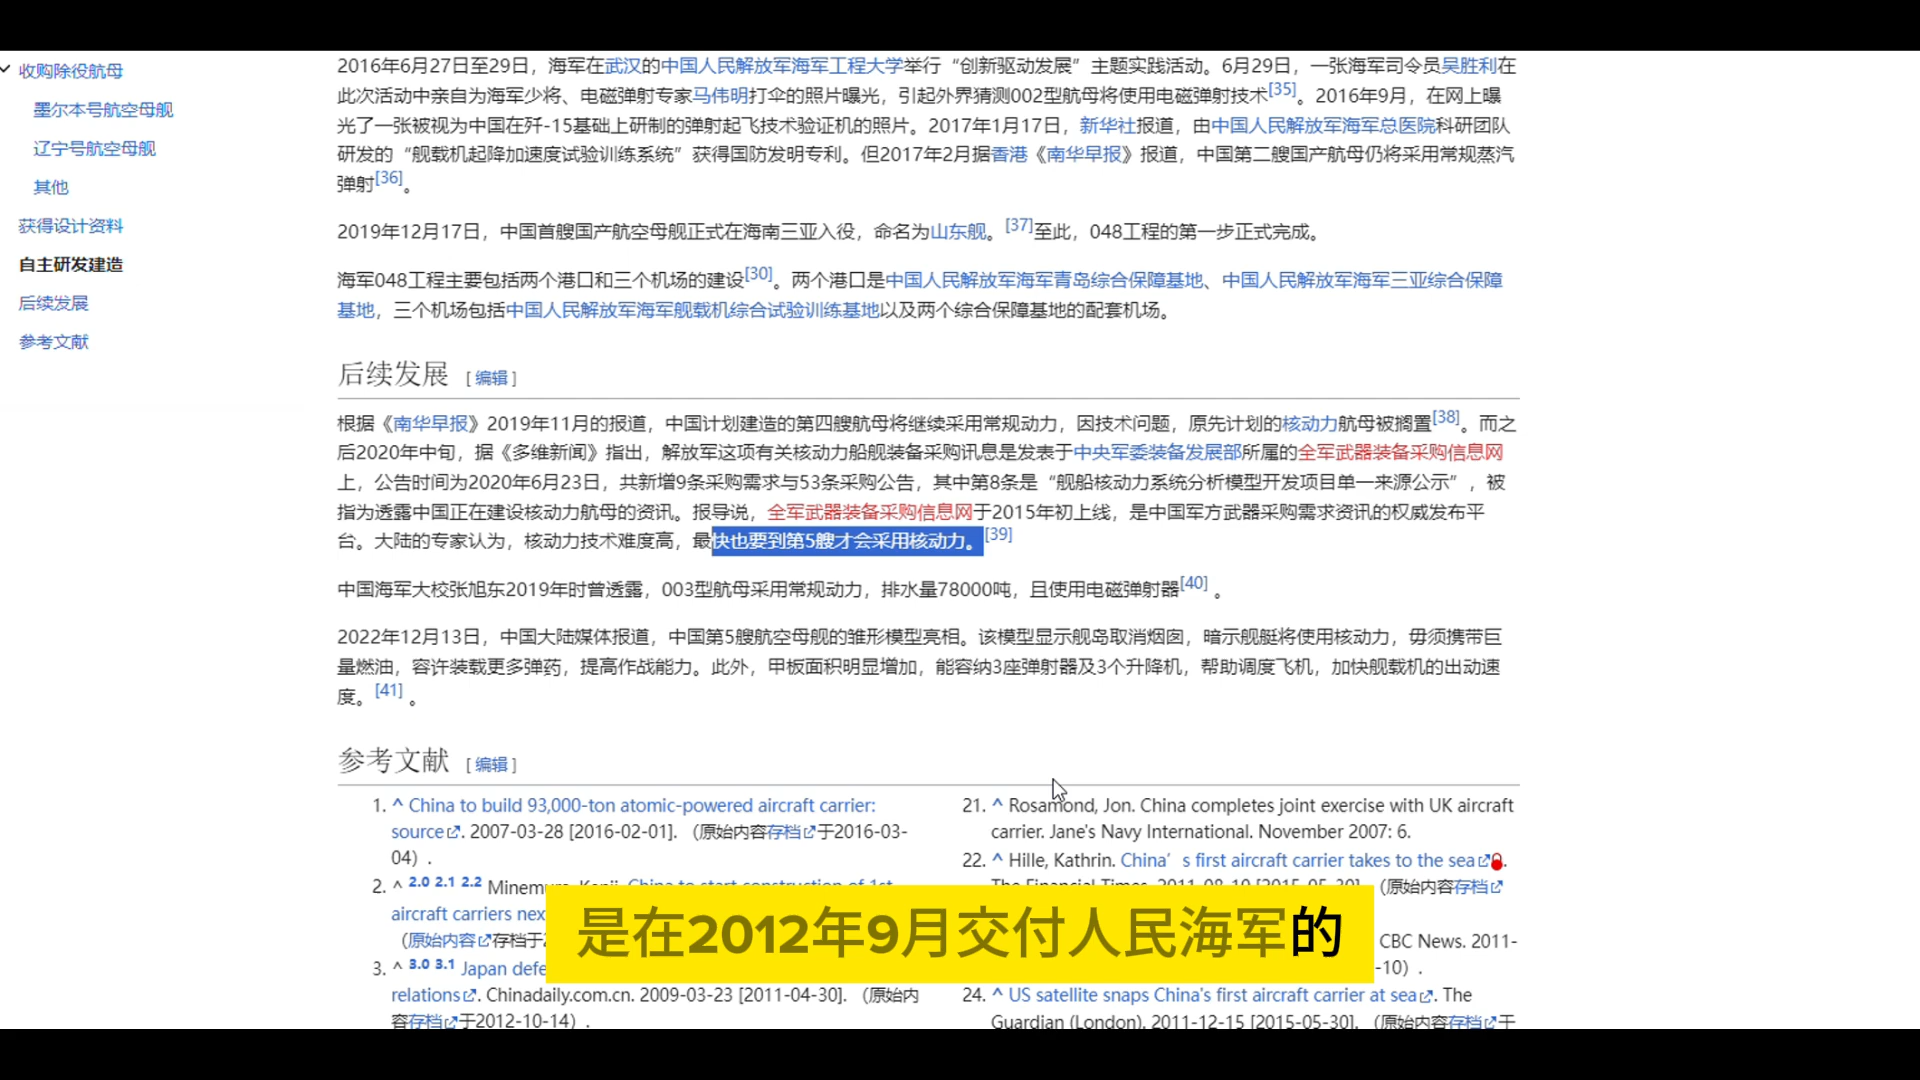 收购除役航母
墨尔本号航空母舰
辽宁号航空母舰
其他
获得设计资料
自主研发建造
后续发展
参考文献
2016年6月27日至29日，海军在武汉的中国人民解放军海军工程大学举行“创新驱动发展”主题实践活动。6月29日，一张海军司令员吴胜利在
此次活动中亲自为海军少将、电磁弹射专家马伟明打伞的照片曝光，引起外界猜测002型航母将使用电磁弹射技术[35]。2016年9月，在网上曝
光了一张被视为中国在歼-15基础上研制的弹射起飞技术验证机的照片。2017年1月17日，新华社报道，由中国人民解放军海军总医院科研团队
研发的“舰载机起降加速度试验训练系统”获得国防发明专利。但2017年2月据香港《南华早报》报道，中国第二艘国产航母仍将采用常规蒸汽
弹射[36]。
2019年12月17日，中国首艘国产航空母舰正式在海南三亚入役，命名为山东舰。[37]至此，048工程的第一步正式完成。
海军048工程主要包括两个港口和三个机场的建设[30]。两个港口是中国人民解放军海军青岛综合保障基地、中国人民解放军海军三亚综合保障
基地，三个机场包括中国人民解放军海军舰载机综合试验训练基地以及两个综合保障基地的配套机场。
后续发展 [ 编辑 ]
根据《南华早报》2019年11月的报道，中国计划建造的第四艘航母将继续采用常规动力，因技术问题，原先计划的核动力航母被搁置[38]。而之
后2020年中旬，据《多维新闻》指出，解放军这项有关核动力船舰装备采购讯息是发表于中央军委装备发展部所属的全军武器装备采购信息网
上，公告时间为2020年6月23日，共新增9条采购需求与53条采购公告，其中第8条是“舰船核动力系统分析模型开发项目单一来源公示”，被
指为透露中国正在建设核动力航母的资讯。报导说，全军武器装备采购信息网于2015年初上线，是中国军方武器采购需求资讯的权威发布平
台。大陆的专家认为，核动力技术难度高，最快也要到第5艘才会采用核动力。[39]
中国海军大校张旭东2019年时曾透露，003型航母采用常规动力，排水量78000吨，且使用电磁弹射器[40] 。
2022年12月13日，中国大陆媒体报道，中国第5艘航空母舰的雏形模型亮相。该模型显示舰岛取消烟囱，暗示舰艇将使用核动力，毋须携带巨
量燃油，容许装载更多弹药，提高作战能力。此外，甲板面积明显增加，能容纳3座弹射器及3个升降机，帮助调度飞机，加快舰载机的出动速
度。[41] 。
参考文献 [ 编辑 ]
1. ^ China to build 93,000-ton atomic-powered aircraft carrier:
source. 2007-03-28 [2016-02-01]. （原始内容存档于2016-03-
04）.
2. ^ 2.0 2.1 2.2 Minemura, Kenji. China to start construction of 1st
aircraft carriers nex
（原始内容存档于2
3. ^ 3.0 3.1 Japan defe
relations. Chinadaily.com.cn. 2009-03-23 [2011-04-30]. （原始内
容存档于2012-10-14）.
21. ^ Rosamond, Jon. China completes joint exercise with UK aircraft
carrier. Jane's Navy International. November 2007: 6.
22. ^ Hille, Kathrin. China’s first aircraft carrier takes to the sea.
The Financial Times. 2011-08-10 [2015-05-30]. （原始内容存档
CBC News. 2011-
-10）.
24. ^ US satellite snaps China's first aircraft carrier at sea. The
Guardian (London). 2011-12-15 [2015-05-30]. （原始内容存档于
是在2012年9月交付人民海军的